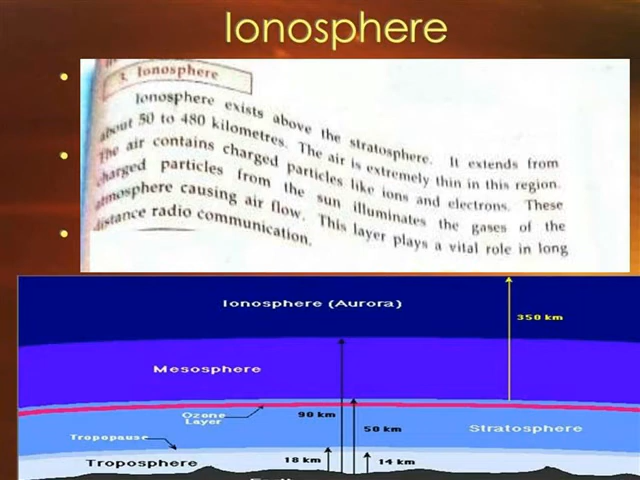 Ionosphere
3. Ionosphere
Ionosphere exists above the stratosphere. It extends from
about 50 to 480 kilometres. The air is extremely thin in this region.
The air contains charged particles like ions and electrons. These
charged particles from the sun illuminates the gases of the
atmosphere causing air flow. This layer plays a vital role in long
distance radio communication.
Ionosphere (Aurora)
350 km
Mesosphere
Ozone
Layer
90 km
50 km
Stratosphere
Tropopause
Troposphere
18 km
14 km